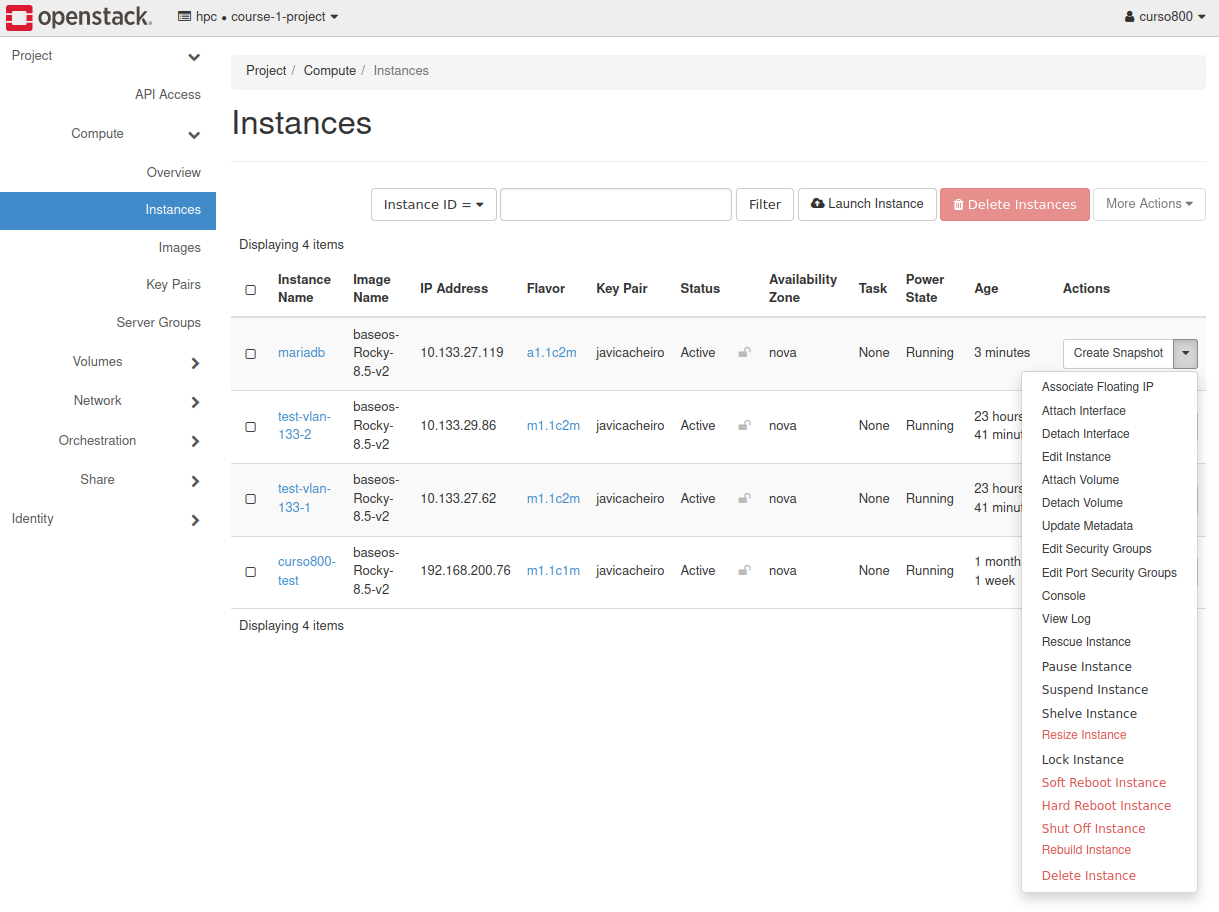 openstack.
hpc • course-1-project
curso800
Project
API Access
Compute
Overview
Instances
Images
Key Pairs
Server Groups
Volumes
Network
Orchestration
Share
Identity
Project / Compute / Instances
Instances
Instance ID =
Filter
Launch Instance
Delete Instances
More Actions
Displaying 4 items
Instance Name Image Name IP Address Flavor Key Pair Status Availability Zone Task Power State Age Actions
mariadb baseos-Rocky-8.5-v2 10.133.27.119 a1.1c2m javicacheiro Active nova None Running 3 minutes Create Snapshot
test-vlan-133-2 baseos-Rocky-8.5-v2 10.133.29.86 m1.1c2m javicacheiro Active nova None Running 23 hours 41 minut
test-vlan-133-1 baseos-Rocky-8.5-v2 10.133.27.62 m1.1c2m javicacheiro Active nova None Running 23 hours 41 minut
curso800-test baseos-Rocky-8.5-v2 192.168.200.76 m1.1c1m javicacheiro Active nova None Running 1 month 1 week
Displaying 4 items
Associate Floating IP
Attach Interface
Detach Interface
Edit Instance
Attach Volume
Detach Volume
Update Metadata
Edit Security Groups
Edit Port Security Groups
Console
View Log
Rescue Instance
Pause Instance
Suspend Instance
Shelve Instance
Resize Instance
Lock Instance
Soft Reboot Instance
Hard Reboot Instance
Shut Off Instance
Rebuild Instance
Delete Instance